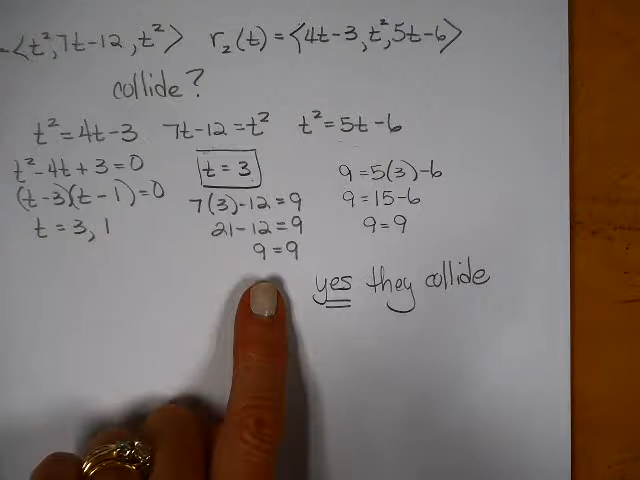 =⟨t²,7t-12,t²⟩ r₂(t)=⟨4t-3,t²,5t-6⟩
collide?
t²=4t-3 7t-12=t² t²=5t-6
t²-4t+3=0 t=3 9=5(3)-6
(t-3)(t-1)=0 7(3)-12=9 9=15-6
t=3,1 21-12=9 9=9
9=9
yes they collide